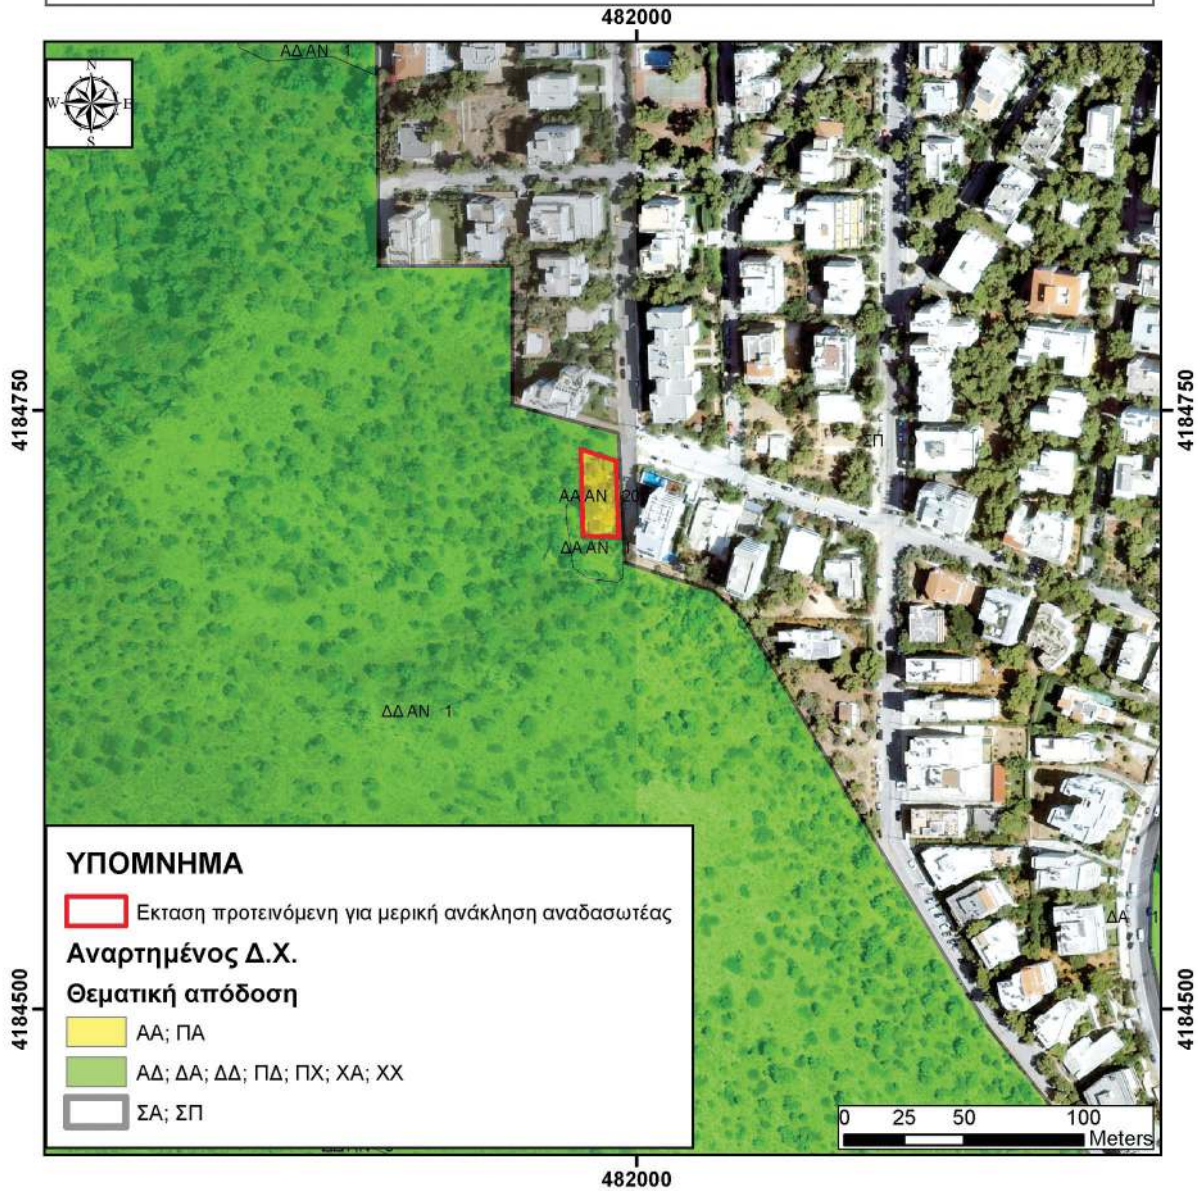 482000
ΑΔ ΑΝ 1
N
W E
S
4184750
4184750
Π
ΑΑ ΑΝ 20
ΔΑ ΑΝ
ΔΔ ΑΝ 1
ΥΠΟΜΝΗΜΑ
Εκταση προτεινόμενη για μερική ανάκληση αναδασωτέας
Αναρτημένος Δ.Χ.
Θεματική απόδοση
ΑΑ; ΠΑ
ΑΔ; ΔΑ; ΔΔ; ΠΔ; ΠΧ; ΧΑ; ΧΧ
ΣΑ; ΣΠ
ΔΑ 1
4184500
4184500
0 25 50 100
Meters
482000